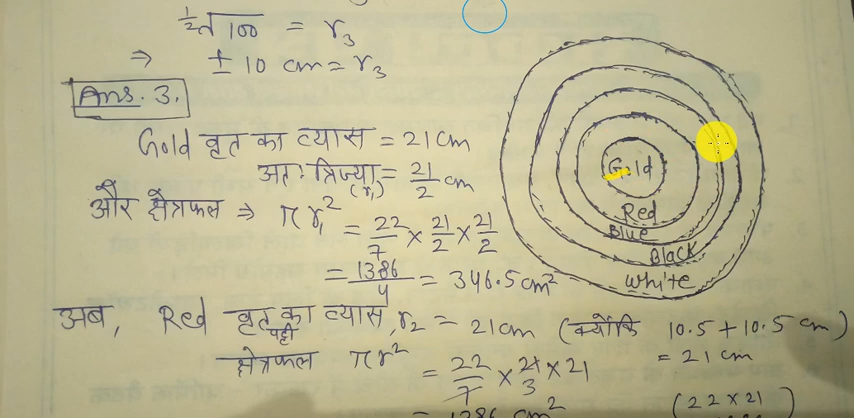 ½√100 = r₃
⇒ ± 10 cm = r₃
Ans. 3.
Gold वृत का व्यास = 21 cm
अतः त्रिज्या (r₁) = 21/2 cm
और क्षेत्रफल ⇒ πr₁² = 22/7 × 21/2 × 21/2
= 1386/4 = 346.5 cm²
अब, Red वृत पट्टी का व्यास, r₂ = 21 cm (क्योंकि 10.5 + 10.5 cm) = 21 cm
क्षेत्रफल πr² = 22/7 × 21 3 × 21
= 1386 cm² (22 × 21)
Gold
Red
Blue
Black
White